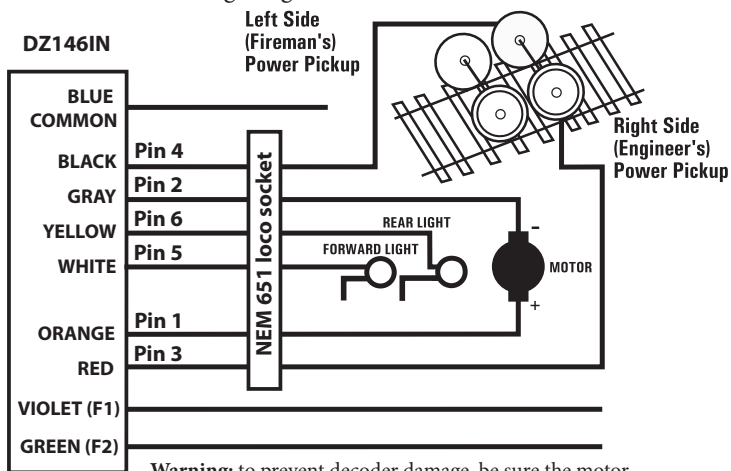 Left Side
(Fireman's)
Power Pickup
DZ146IN
BLUE
COMMON
Right Side
(Engineer's)
Power Pickup
BLACK Pin 4
GRAY Pin 2
YELLOW Pin 6
WHITE Pin 5
NEM 651 loco socket
REAR LIGHT
FORWARD LIGHT
-
MOTOR
+
ORANGE Pin 1
RED Pin 3
VIOLET (F1)
GREEN (F2)
Warning: to prevent decoder damage, be sure the motor